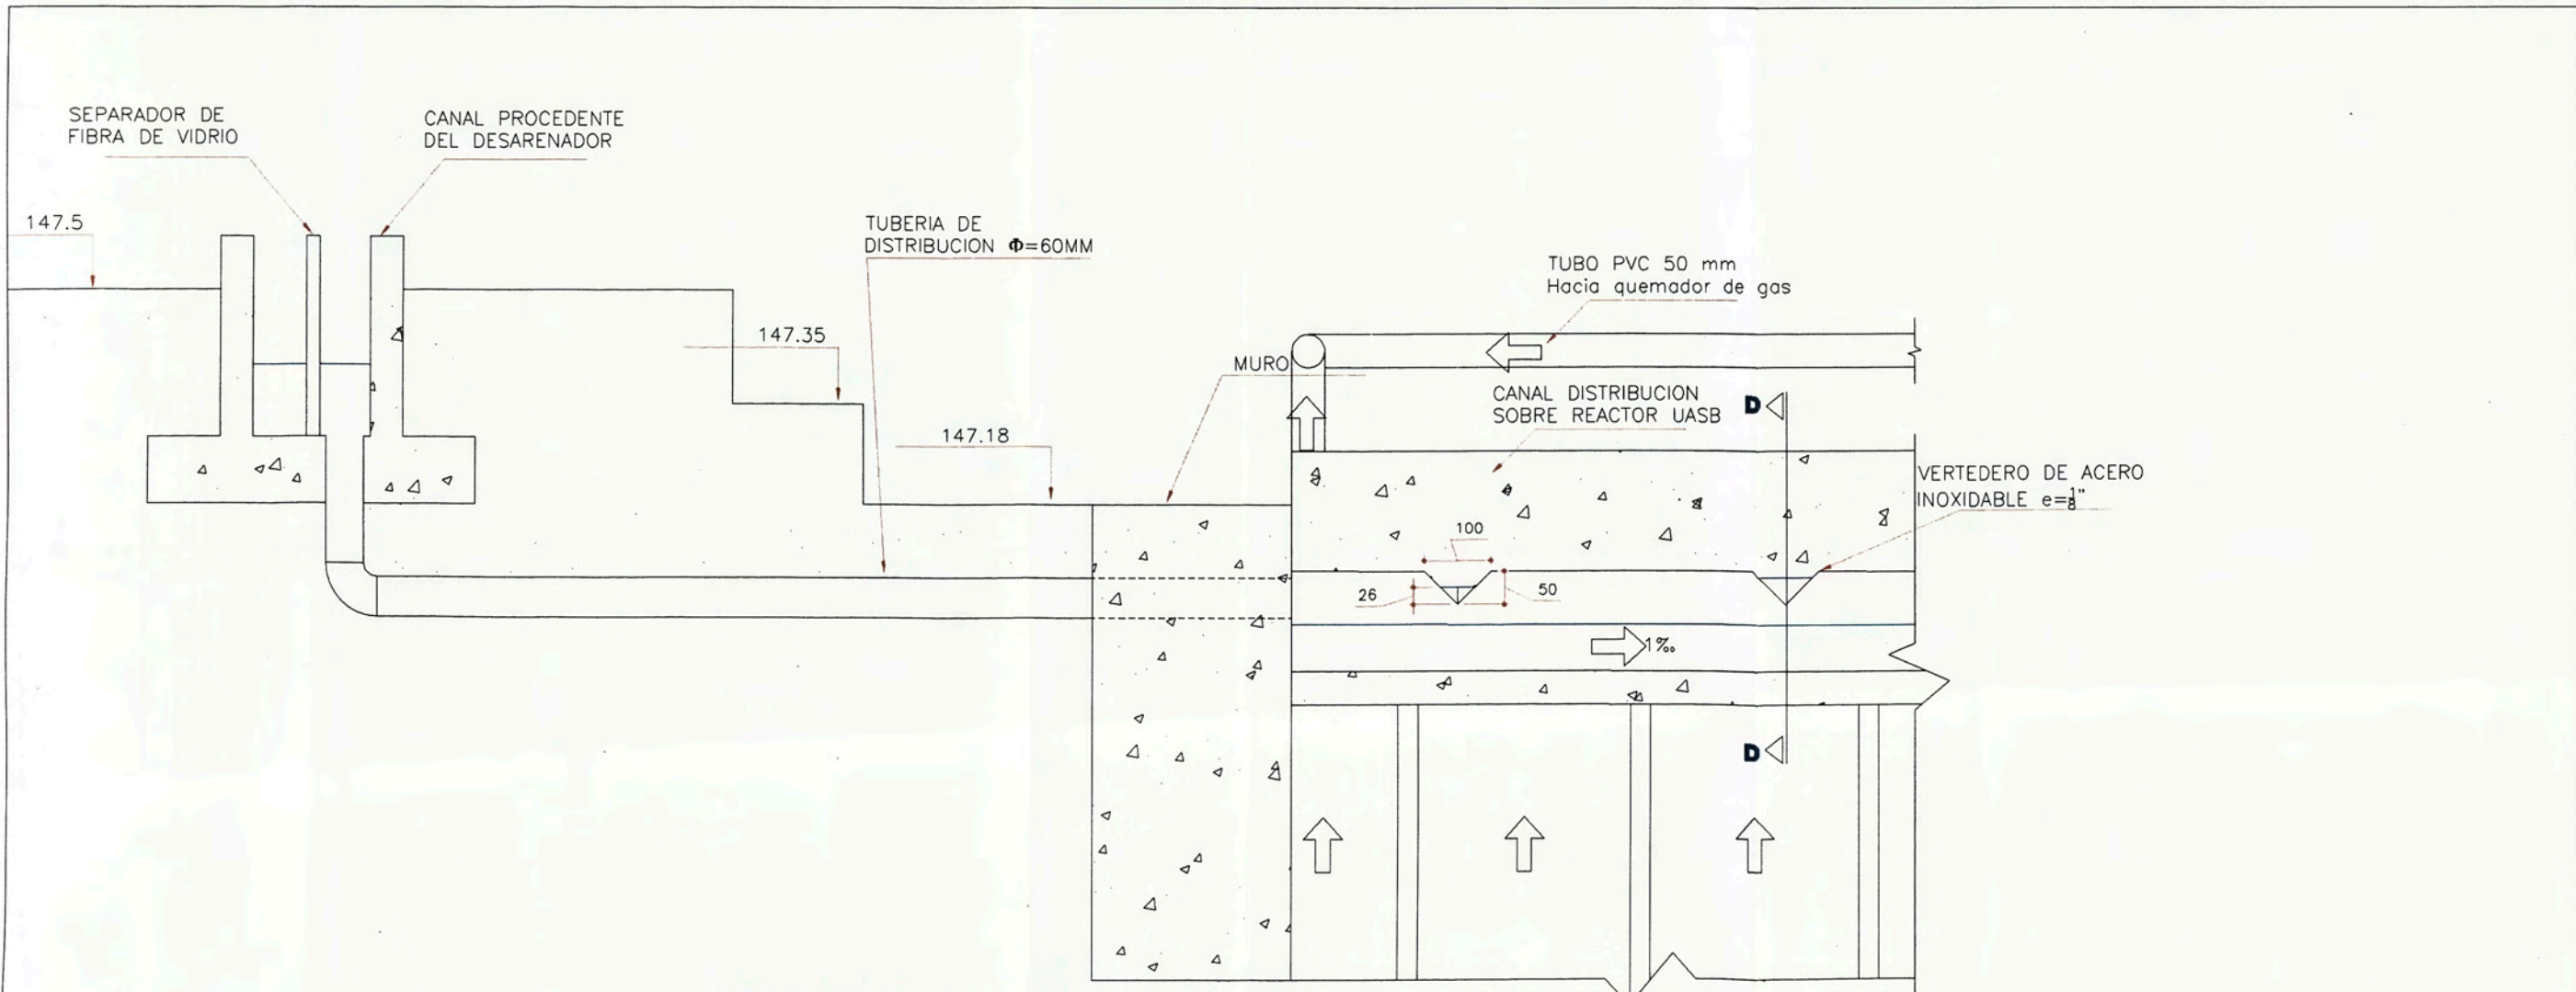 SEPARADOR DE
FIBRA DE VIDRIO
CANAL PROCEDENTE
DEL DESARENADOR
147.5
TUBERIA DE
DISTRIBUCION Φ=60MM
147.35
147.18
MURO
TUBO PVC 50 mm
Hacia quemador de gas
CANAL DISTRIBUCION
SOBRE REACTOR UASB
D
VERTEDERO DE ACERO
INOXIDABLE e=1/8"
100
26
50
1‰
D